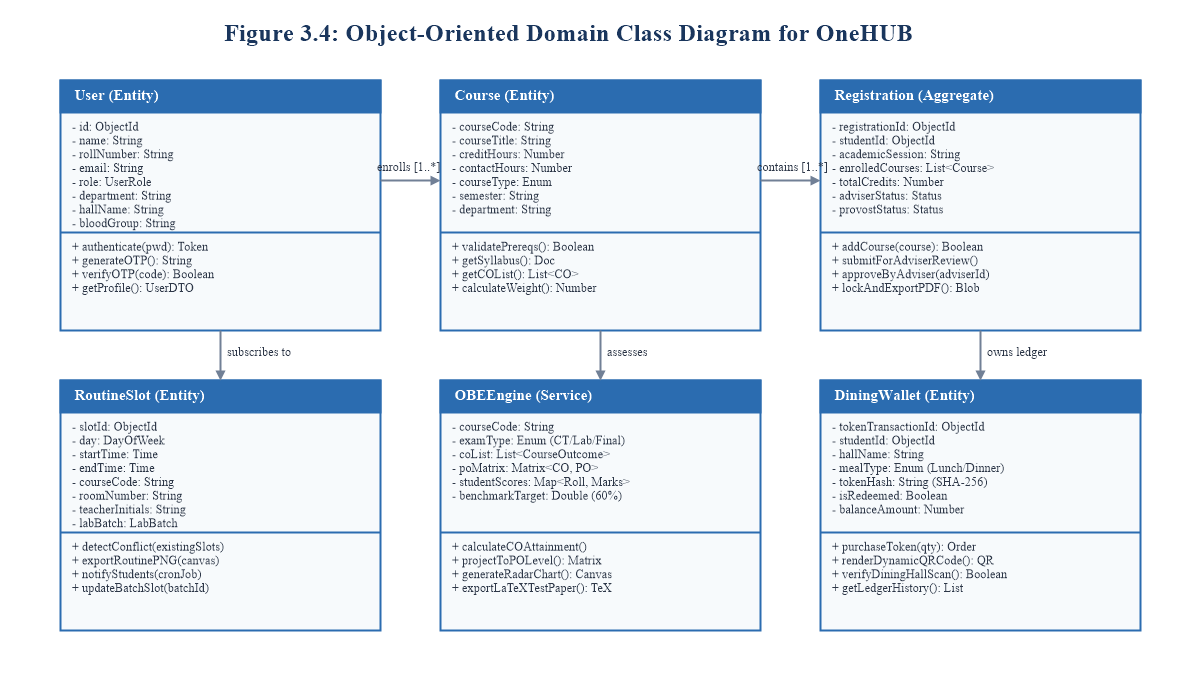 Figure 3.4: Object-Oriented Domain Class Diagram for OneHUB
User (Entity)
- id: ObjectId
- name: String
- rollNumber: String
- email: String
- role: UserRole
- department: String
- hallName: String
- bloodGroup: String
+ authenticate(pwd): Token
+ generateOTP(): String
+ verifyOTP(code): Boolean
+ getProfile(): UserDTO
enrolls [1..*]
Course (Entity)
- courseCode: String
- courseTitle: String
- creditHours: Number
- contactHours: Number
- courseType: Enum
- semester: String
- department: String
+ validatePrereqs(): Boolean
+ getSyllabus(): Doc
+ getCOList(): List<CO>
+ calculateWeight(): Number
contains [1..*]
Registration (Aggregate)
- registrationId: ObjectId
- studentId: ObjectId
- academicSession: String
- enrolledCourses: List<Course>
- totalCredits: Number
- adviserStatus: Status
- provostStatus: Status
+ addCourse(course): Boolean
+ submitForAdviserReview()
+ approveByAdviser(adviserId)
+ lockAndExportPDF(): Blob
subscribes to
assesses
owns ledger
RoutineSlot (Entity)
- slotId: ObjectId
- day: DayOfWeek
- startTime: Time
- endTime: Time
- courseCode: String
- roomNumber: String
- teacherInitials: String
- labBatch: LabBatch
+ detectConflict(existingSlots)
+ exportRoutinePNG(canvas)
+ notifyStudents(cronJob)
+ updateBatchSlot(batchId)
OBEEngine (Service)
- courseCode: String
- examType: Enum (CT/Lab/Final)
- coList: List<CourseOutcome>
- poMatrix: Matrix<CO, PO>
- studentScores: Map<Roll, Marks>
- benchmarkTarget: Double (60%)
+ calculateCOAttainment()
+ projectToPOLevel(): Matrix
+ generateRadarChart(): Canvas
+ exportLaTeXTestPaper(): TeX
DiningWallet (Entity)
- tokenTransactionId: ObjectId
- studentId: ObjectId
- hallName: String
- mealType: Enum (Lunch/Dinner)
- tokenHash: String (SHA-256)
- isRedeemed: Boolean
- balanceAmount: Number
+ purchaseToken(qty): Order
+ renderDynamicQRCode(): QR
+ verifyDiningHallScan(): Boolean
+ getLedgerHistory(): List